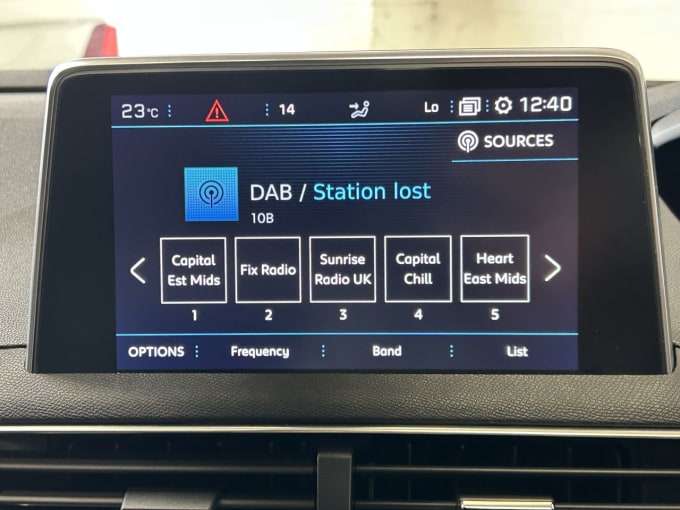 23°C 14 Lo 12:40
SOURCES
DAB / Station lost
10B
Capital Est Mids
Fix Radio
Sunrise Radio UK
Capital Chill
Heart East Mids
1 2 3 4 5
OPTIONS Frequency Band List